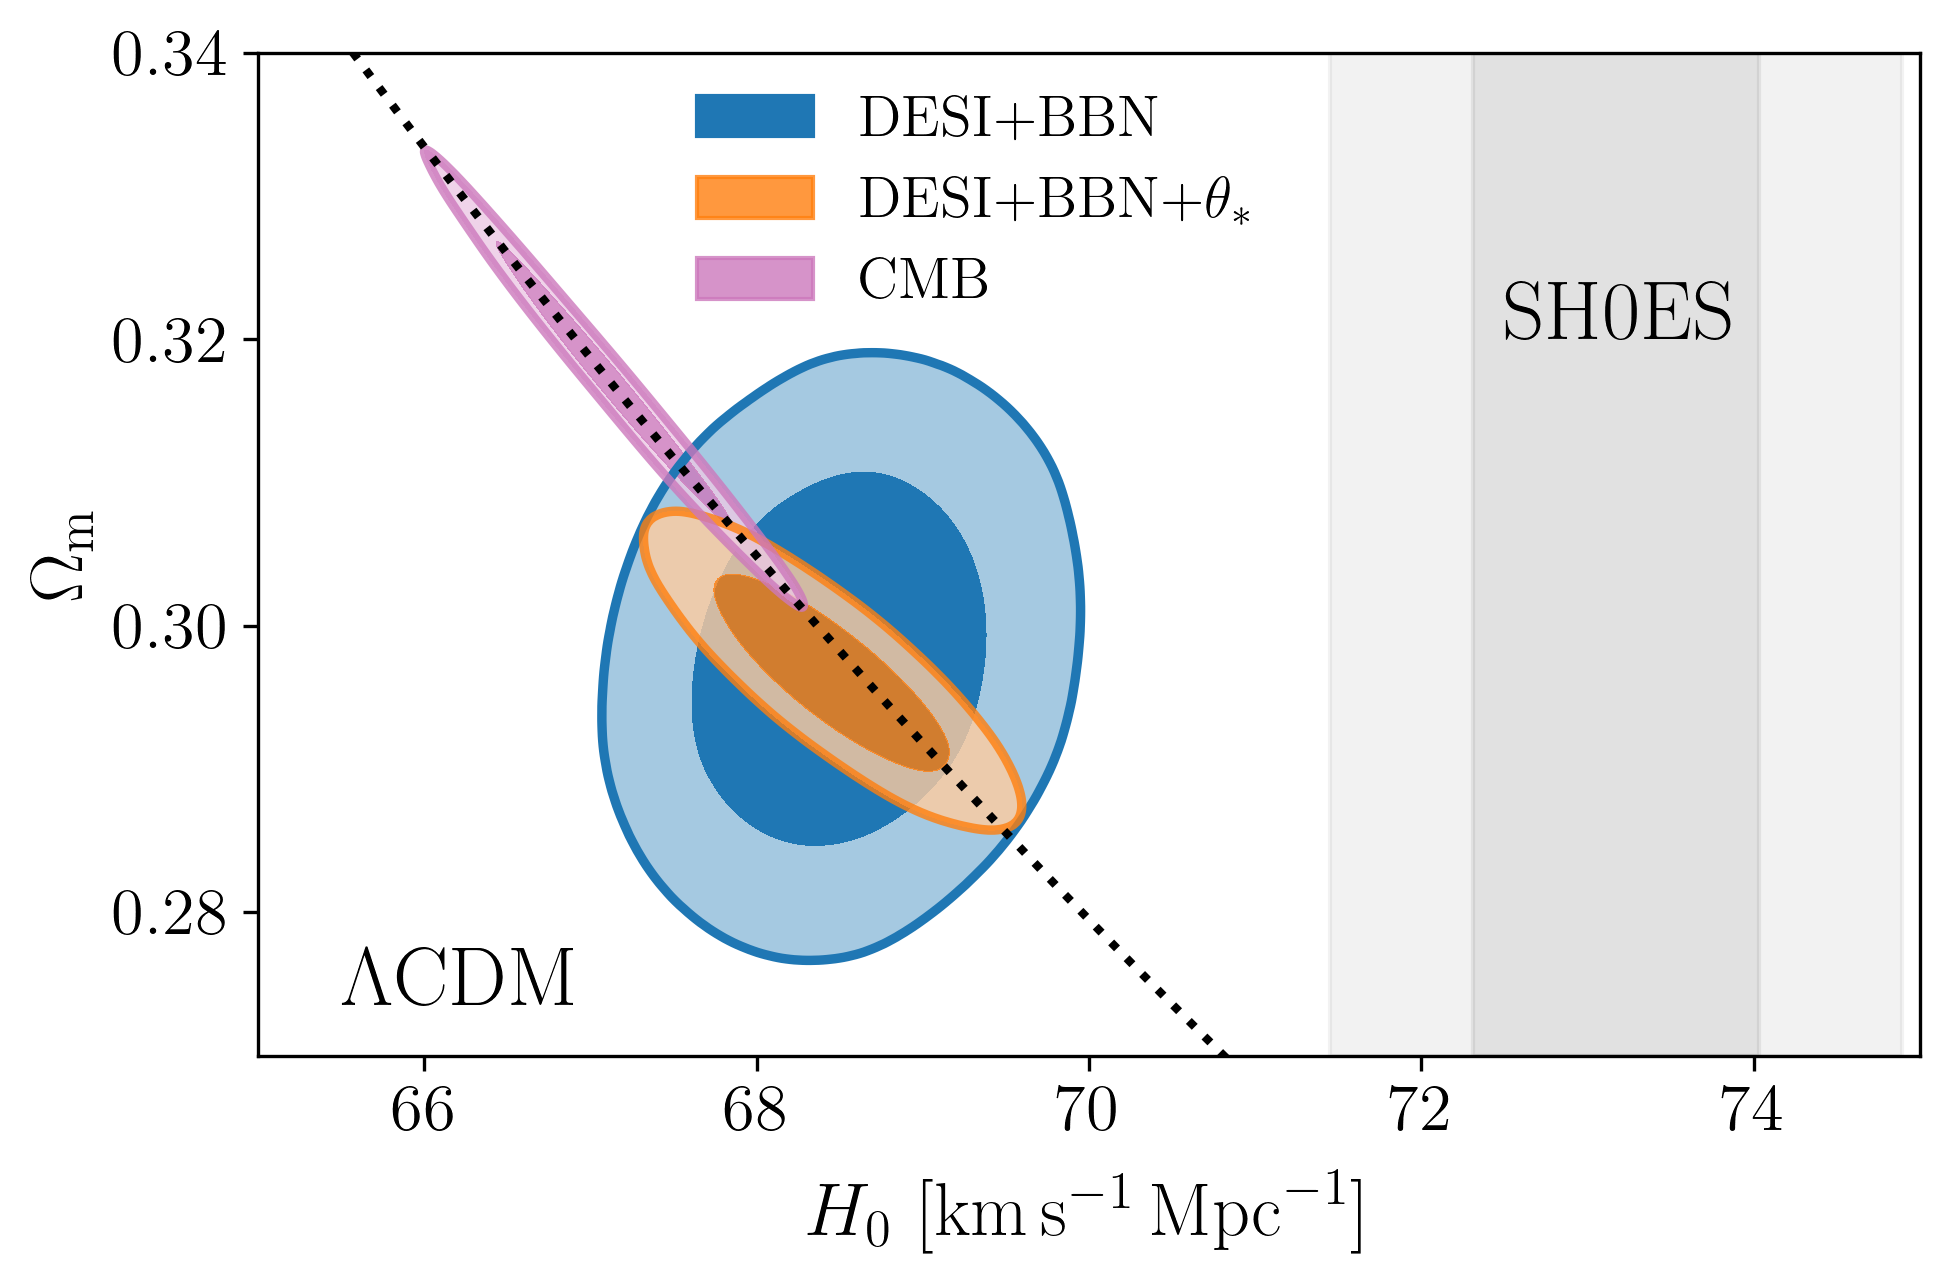 0.34
0.32
0.30
0.28
Ωm
DESI+BBN
DESI+BBN+θ*
CMB
SH0ES
ΛCDM
66 68 70 72 74
H₀ [km s⁻¹ Mpc⁻¹]